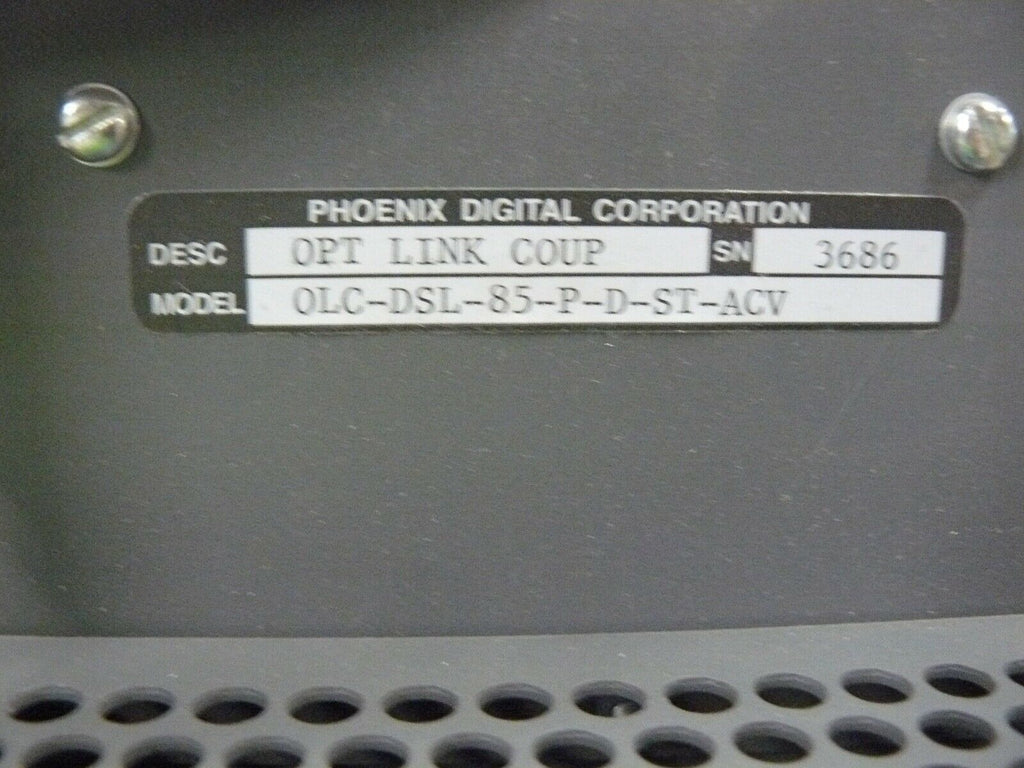 PHOENIX DIGITAL CORPORATION
DESC OPT LINK COUP SN 3686
MODEL OLC-DSL-85-P-D-ST-ACV